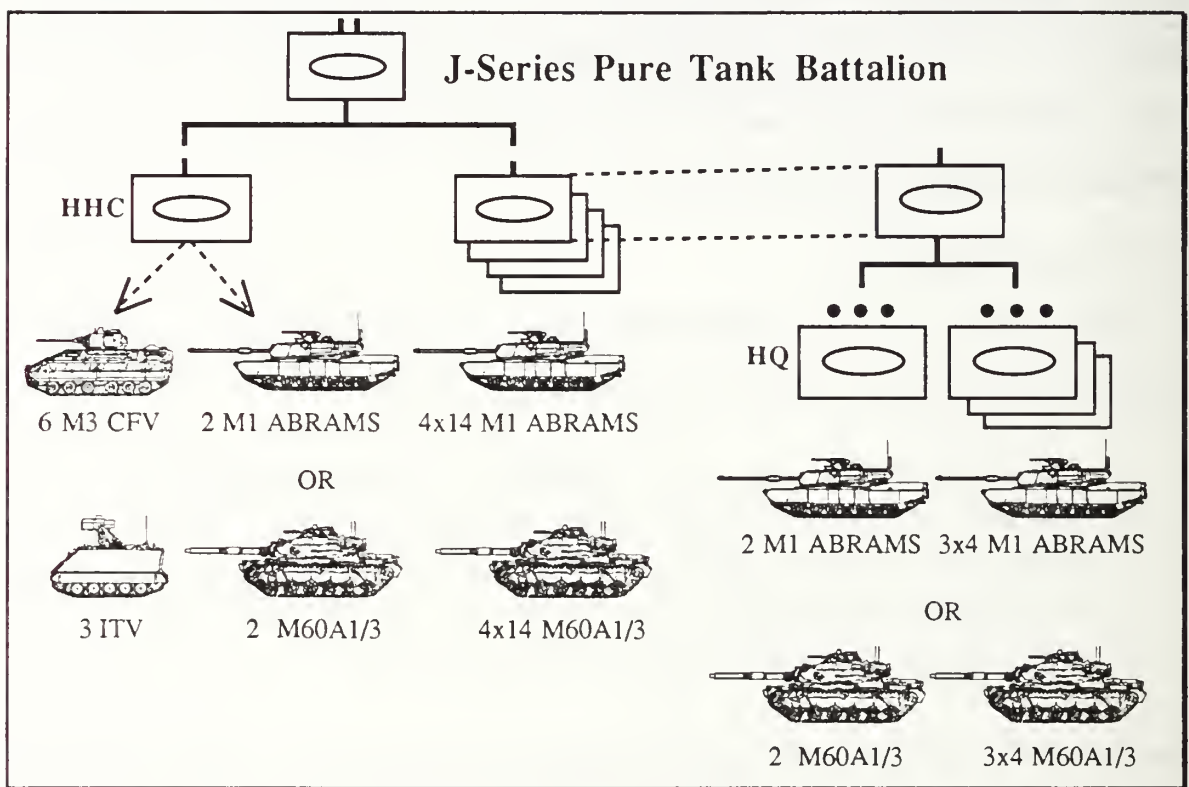 J-Series Pure Tank Battalion
HHC
6 M3 CFV
2 M1 ABRAMS
4x14 M1 ABRAMS
OR
3 ITV
2 M60A1/3
4x14 M60A1/3
HQ
2 M1 ABRAMS
3x4 M1 ABRAMS
OR
2 M60A1/3
3x4 M60A1/3